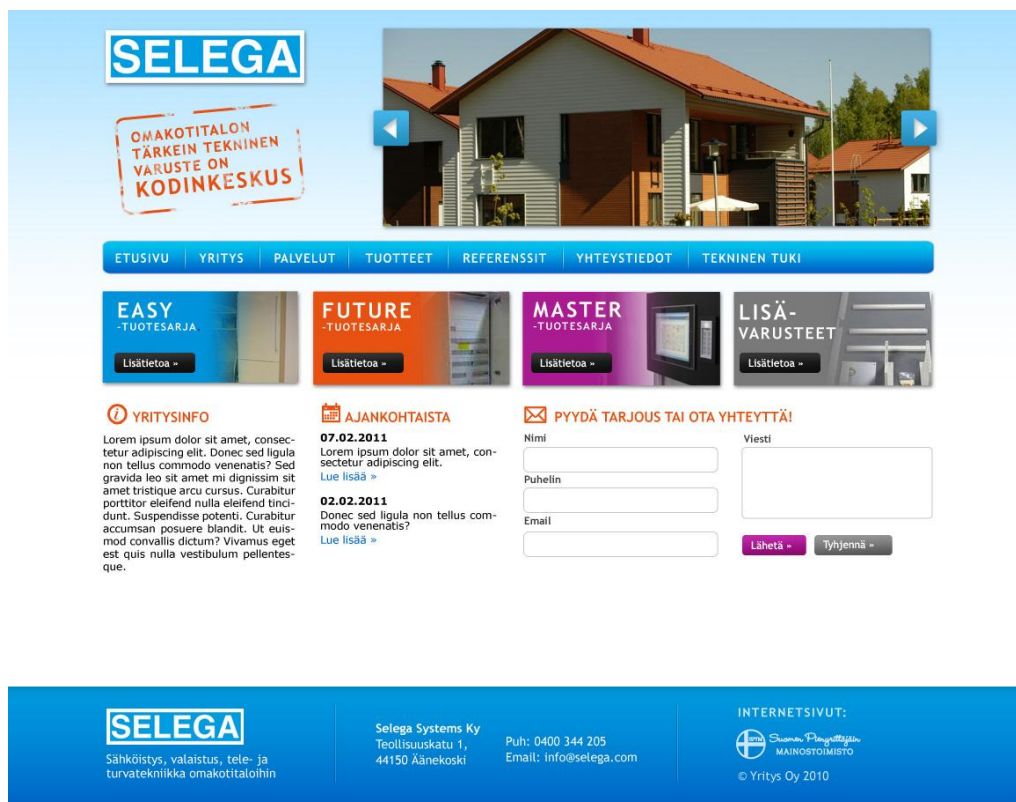 SELEGA
OMAKOTITALON
TÄRKEIN TEKNINEN
VARUSTE ON
KODINKESKUS
ETUSIVU YRITYS PALVELUT TUOTTEET REFERENSSIT YHTEYSTIEDOT TEKNINEN TUKI
EASY
-TUOTESARJA.
Lisätietoa »
FUTURE
-TUOTESARJA
Lisätietoa »
MASTER
-TUOTESARJA
Lisätietoa »
LISÄ-
VARUSTEET
Lisätietoa »
YRITYSINFO
Lorem ipsum dolor sit amet, consec-
tetur adipiscing elit. Donec sed ligula
non tellus commodo venenatis? Sed
gravida leo sit amet mi dignissim sit
amet tristique arcu cursus. Curabitur
porttitor eleifend nulla eleifend tinci-
dunt. Suspendisse potenti. Curabitur
accumsan posuere blandit. Ut euis-
mod convallis dictum? Vivamus eget
est quis nulla vestibulum pellentes-
que.
AJANKOHTAISTA
07.02.2011
Lorem ipsum dolor sit amet, con-
sectetur adipiscing elit.
Lue lisää »
02.02.2011
Donec sed ligula non tellus com-
modo venenatis?
Lue lisää »
PYYDÄ TARJOUS TAI OTA YHTEYTTÄ!
Nimi
Puhelin
Email
Viesti
Lähetä »
Tyhjennä »
SELEGA
Sähköistys, valaistus, tele- ja
turvatekniikka omakotitaloihin
Selega Systems Ky
Teollisuuskatu 1,
44150 Äänekoski
Puh: 0400 344 205
Email: info@selega.com
INTERNETSIVUT:
Suomen Pienyrittäjäin
MAINOSTOIMISTO
© Yritys Oy 2010